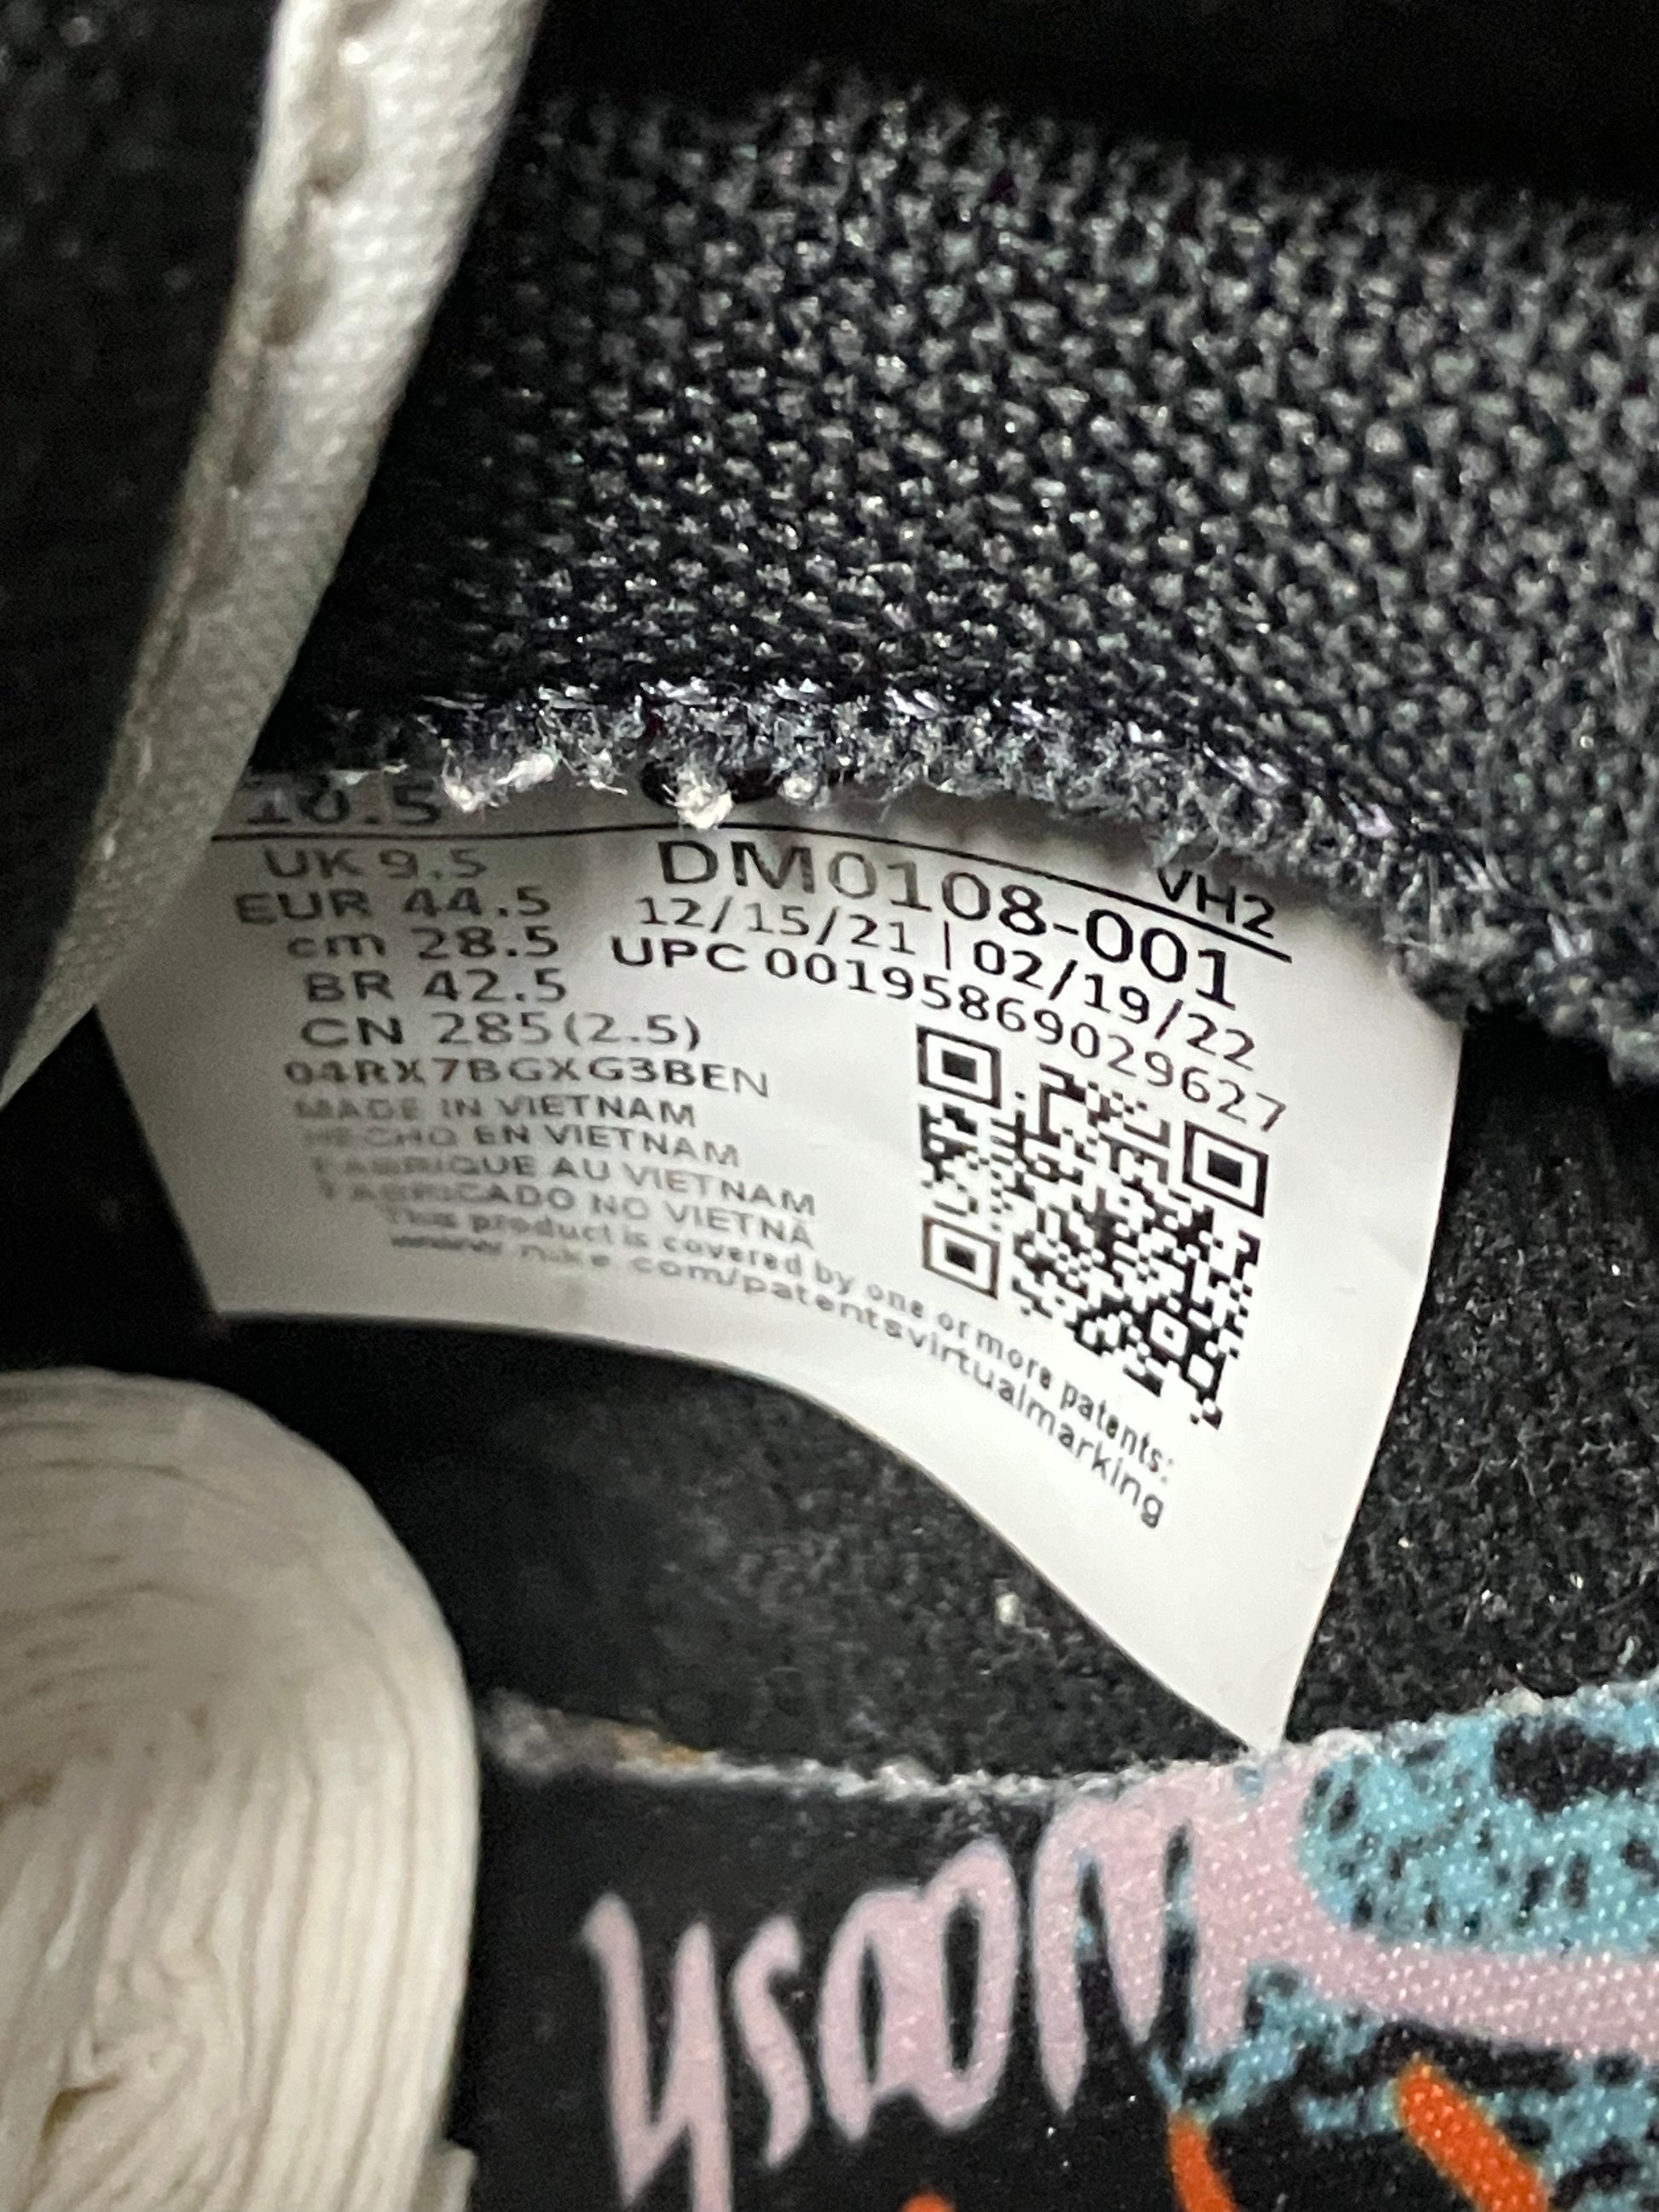 10.5
VH2
UK 9.5
EUR 44.5
cm 28.5
BR 42.5
CN 285(2.5)
04RX7BGXG3BEN
MADE IN VIETNAM
HECHO EN VIETNAM
FABRIQUE AU VIETNAM
FABRICADO NO VIETNÃ
This product is covered by one or more patents:
www.nike.com/patentsvirtualmarking
DM0108-001
12/15/21 | 02/19/22
UPC 00195869029627